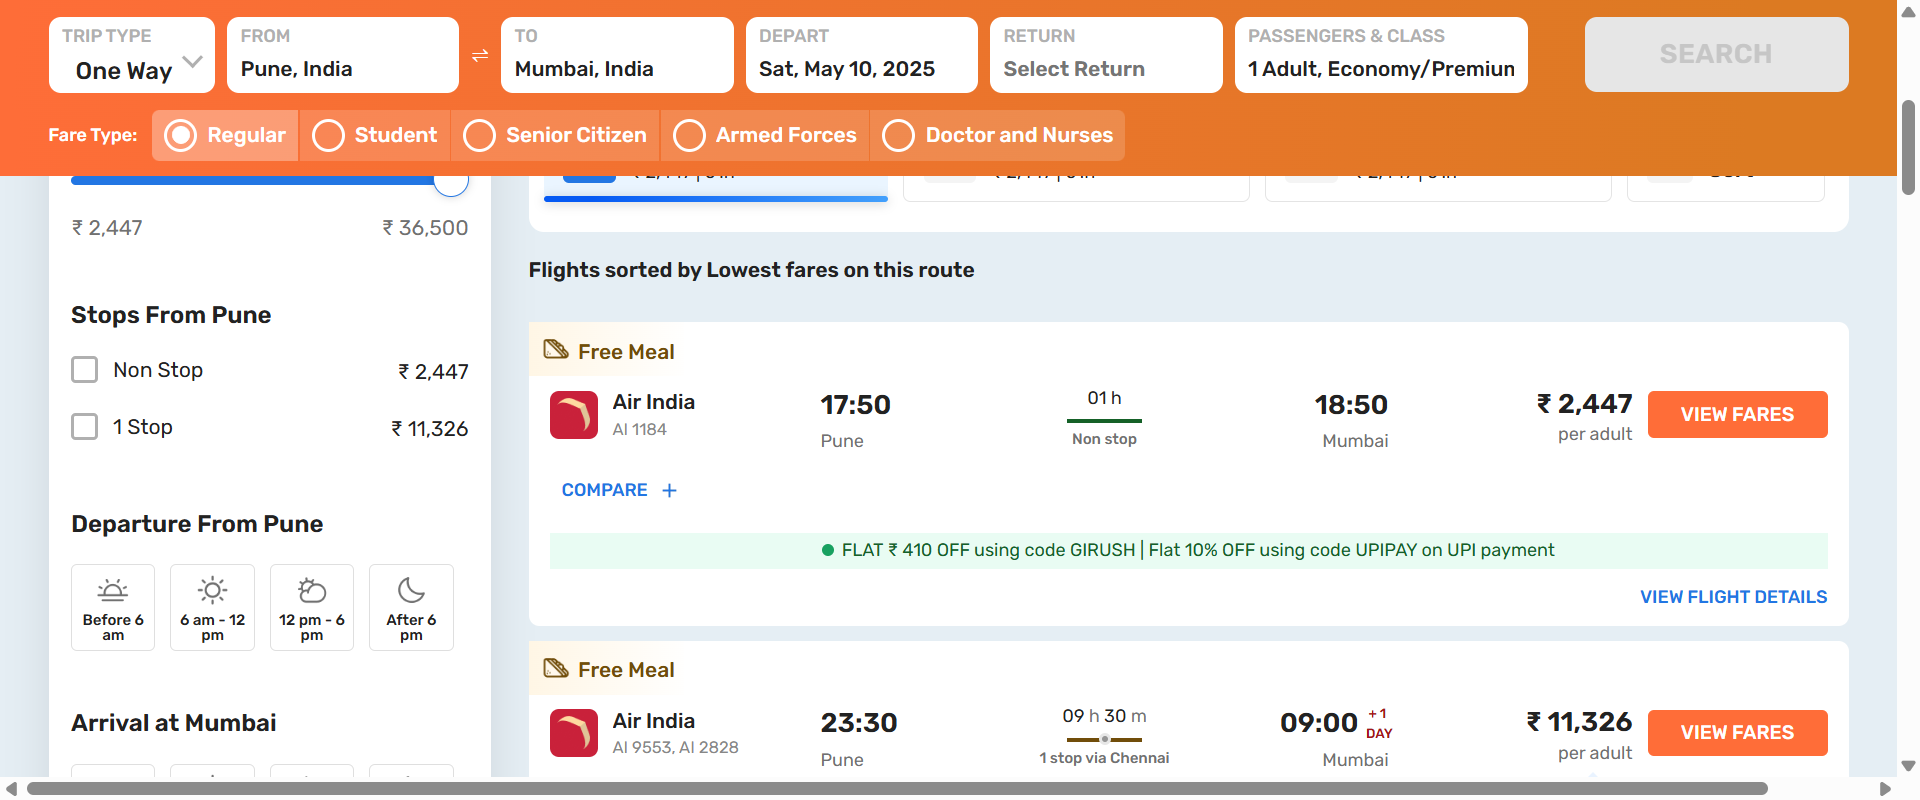 TRIP TYPE
One Way
FROM
Pune, India
TO
Mumbai, India
DEPART
Sat, May 10, 2025
RETURN
Select Return
PASSENGERS & CLASS
1 Adult, Economy/Premiun
SEARCH
Fare Type:
Regular
Student
Senior Citizen
Armed Forces
Doctor and Nurses
₹ 2,447
₹ 36,500
Stops From Pune
Non Stop ₹ 2,447
1 Stop ₹ 11,326
Departure From Pune
Before 6 am
6 am - 12 pm
12 pm - 6 pm
After 6 pm
Arrival at Mumbai
Flights sorted by Lowest fares on this route
Free Meal
Air India
AI 1184
17:50
Pune
01 h
Non stop
18:50
Mumbai
₹ 2,447
per adult
VIEW FARES
COMPARE +
FLAT ₹ 410 OFF using code GIRUSH | Flat 10% OFF using code UPIPAY on UPI payment
VIEW FLIGHT DETAILS
Free Meal
Air India
AI 9553, AI 2828
23:30
Pune
09 h 30 m
1 stop via Chennai
09:00
+ 1
DAY
Mumbai
₹ 11,326
per adult
VIEW FARES